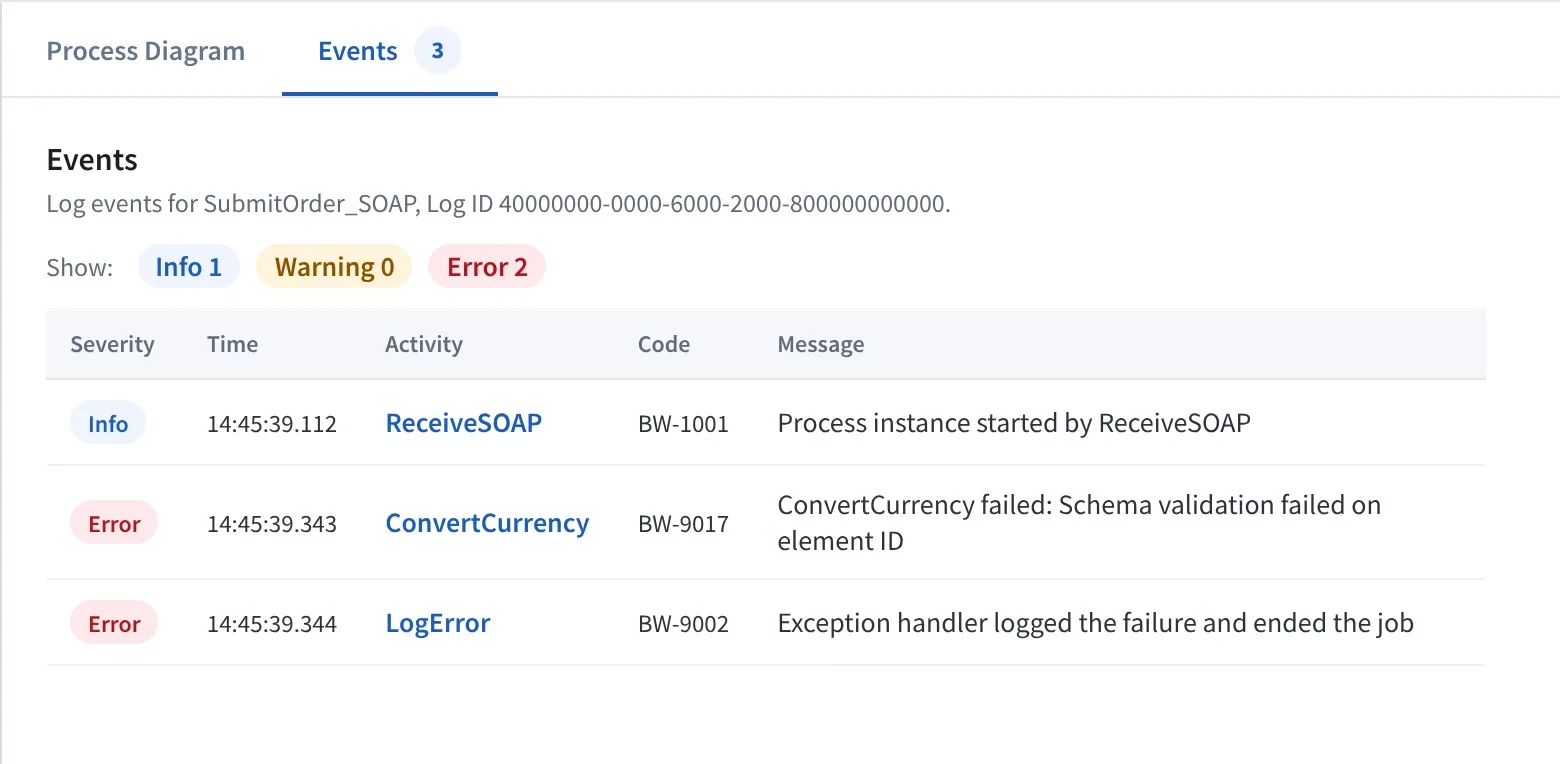 Process Diagram Events 3
Events
Log events for SubmitOrder_SOAP, Log ID 40000000-0000-6000-2000-800000000000.
Show: Info 1 Warning 0 Error 2
Severity Time Activity Code Message
Info 14:45:39.112 ReceiveSOAP BW-1001 Process instance started by ReceiveSOAP
Error 14:45:39.343 ConvertCurrency BW-9017 ConvertCurrency failed: Schema validation failed on
element ID
Error 14:45:39.344 LogError BW-9002 Exception handler logged the failure and ended the job